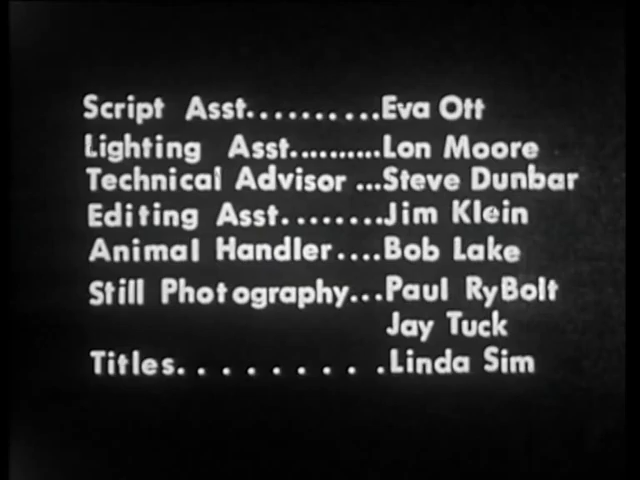 Script Asst..........Eva Ott
Lighting Asst..........Lon Moore
Technical Advisor ...Steve Dunbar
Editing Asst........Jim Klein
Animal Handler....Bob Lake
Still Photography...Paul RyBolt
Jay Tuck
Titles. . . . . . . . . .Linda Sim